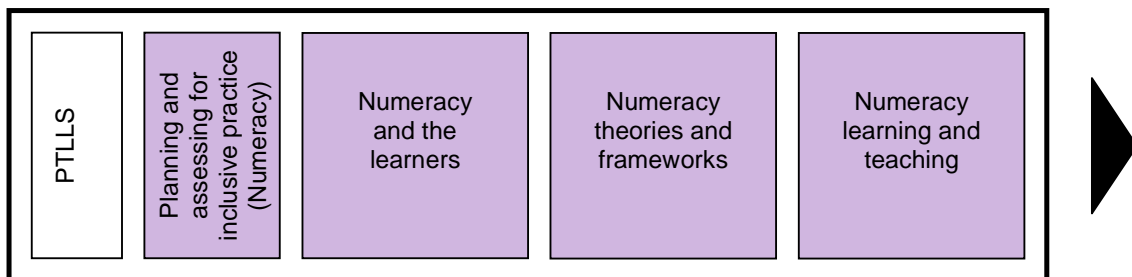 PTLLS
Planning and
assessing for
inclusive practice
(Numeracy)
Numeracy
and the
learners
Numeracy
theories and
frameworks
Numeracy
learning and
teaching